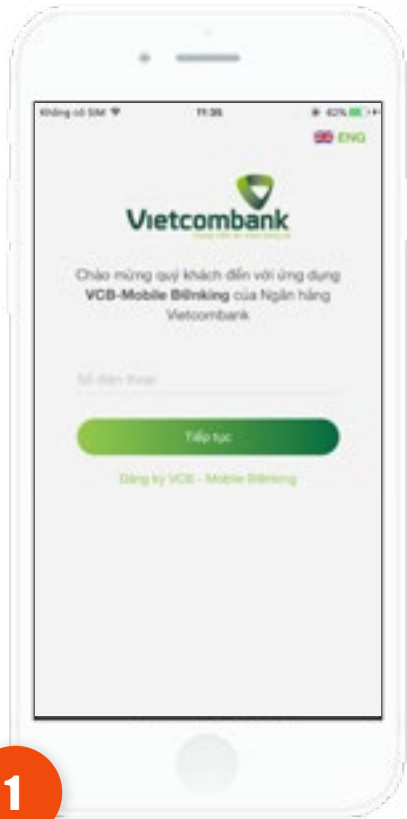 Không có SIM 11:35 62%
ENG
Vietcombank
Chào mừng quý khách đến với ứng dụng
VCB-Mobile B@nking của Ngân hàng
Vietcombank
Số điện thoại
Tiếp tục
Đăng ký VCB - Mobile B@nking
1